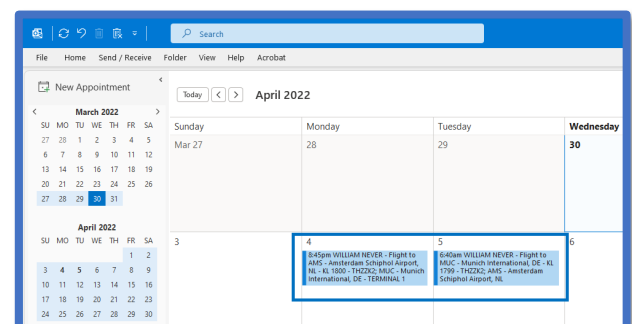 Search
File Home Send / Receive Folder View Help Acrobat
New Appointment
Today April 2022
March 2022
SU MO TU WE TH FR SA
27 28 1 2 3 4 5
6 7 8 9 10 11 12
13 14 15 16 17 18 19
20 21 22 23 24 25 26
27 28 29 30 31
April 2022
SU MO TU WE TH FR SA
1 2
3 4 5 6 7 8 9
10 11 12 13 14 15 16
17 18 19 20 21 22 23
24 25 26 27 28 29 30
Sunday Monday Tuesday Wednesday
Mar 27 28 29 30
3 4 5 6
8:45pm WILLIAM NEVER - Flight to
AMS - Amsterdam Schiphol Airport,
NL - KL 1800 - THZZK2; MUC - Munich
International, DE - TERMINAL 1
6:40am WILLIAM NEVER - Flight to
MUC - Munich International, DE - KL
1799 - THZZK2; AMS - Amsterdam
Schiphol Airport, NL